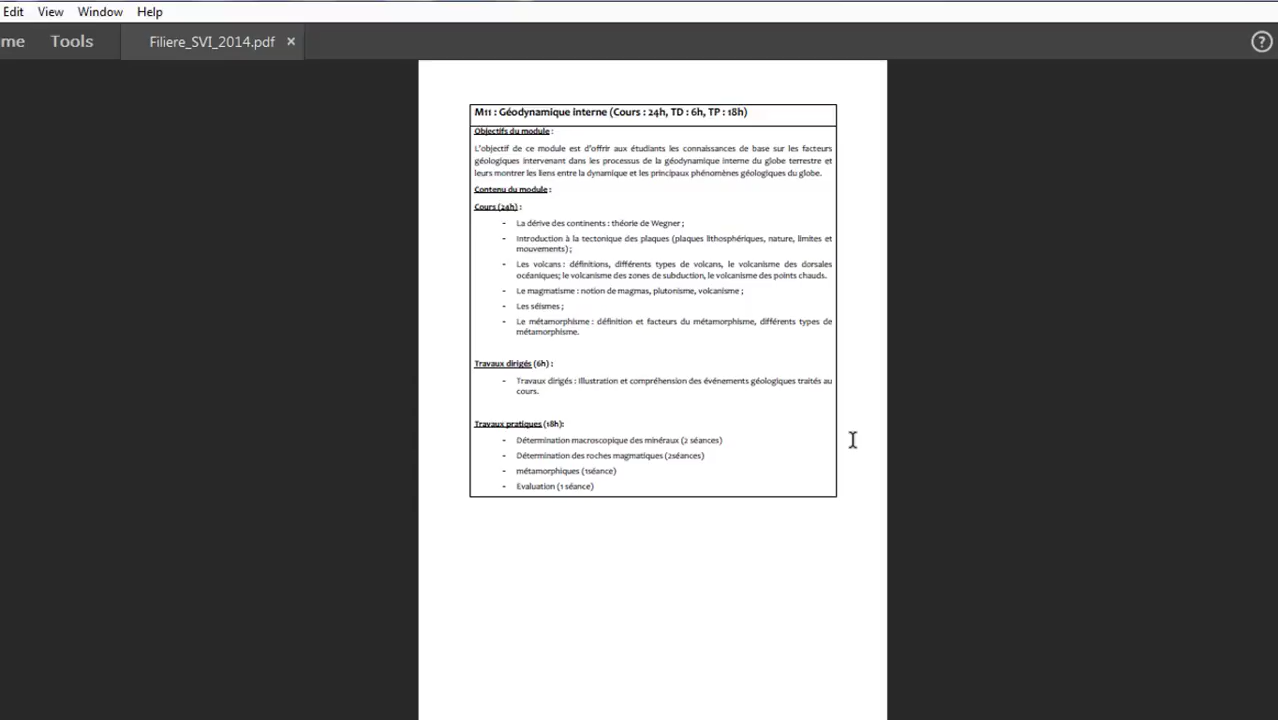 Edit View Window Help
me Tools Filiere_SVI_2014.pdf × ?
M11 : Géodynamique interne (Cours : 24h, TD : 6h, TP : 18h)
Objectifs du module :
L'objectif de ce module est d'offrir aux étudiants les connaissances de base sur les facteurs
géologiques intervenant dans les processus de la géodynamique interne du globe terrestre et
leurs montrer les liens entre la dynamique et les principaux phénomènes géologiques du globe.
Contenu du module :
Cours (24h) :
- La dérive des continents : théorie de Wegner ;
- Introduction à la tectonique des plaques (plaques lithosphériques, nature, limites et
mouvements) ;
- Les volcans : définitions, différents types de volcans, le volcanisme des dorsales
océaniques; le volcanisme des zones de subduction, le volcanisme des points chauds.
- Le magmatisme : notion de magmas, plutonisme, volcanisme ;
- Les séismes ;
- Le métamorphisme : définition et facteurs du métamorphisme, différents types de
métamorphisme.
Travaux dirigés (6h) :
- Travaux dirigés : Illustration et compréhension des événements géologiques traités au
cours.
Travaux pratiques (18h):
- Détermination macroscopique des minéraux (2 séances)
- Détermination des roches magmatiques (2séances)
- métamorphiques (1séance)
- Evaluation (1 séance)